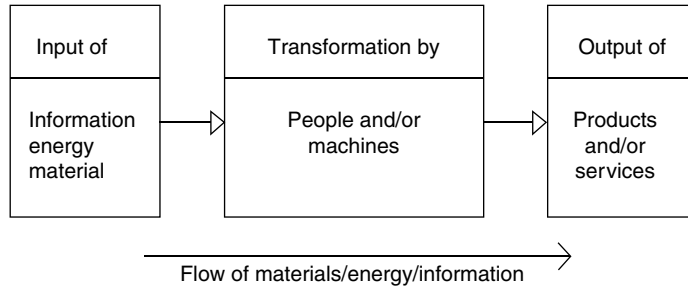 Input of
Information
energy
material
Transformation by
People and/or
machines
Output of
Products
and/or
services
Flow of materials/energy/information